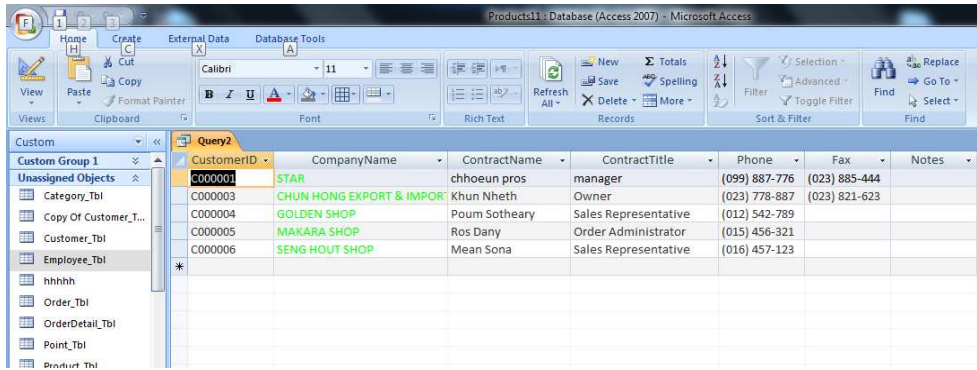 Products11 : Database (Access 2007) - Microsoft Access
F 1 2 3
Home Create External Data Database Tools
H C X A
View
Views
Paste
Cut
Copy
Format Painter
Clipboard
Calibri 11
B I U A
Font
Rich Text
Refresh
All
New
Save
Delete
Σ Totals
Spelling
More
Records
Filter
Selection
Advanced
Toggle Filter
Sort & Filter
Find
Replace
Go To
Select
Find
Custom
Custom Group 1
Unassigned Objects
Category_Tbl
Copy Of Customer_T...
Customer_Tbl
Employee_Tbl
hhhhh
Order_Tbl
OrderDetail_Tbl
Point_Tbl
Product_Tbl
Query2
CustomerID CompanyName ContractName ContractTitle Phone Fax Notes
C000001 STAR chhoeun pros manager (099) 887-776 (023) 885-444
C000003 CHUN HONG EXPORT & IMPOR Khun Nheth Owner (023) 778-887 (023) 821-623
C000004 GOLDEN SHOP Poum Sotheary Sales Representative (012) 542-789
C000005 MAKARA SHOP Ros Dany Order Administrator (015) 456-321
C000006 SENG HOUT SHOP Mean Sona Sales Representative (016) 457-123